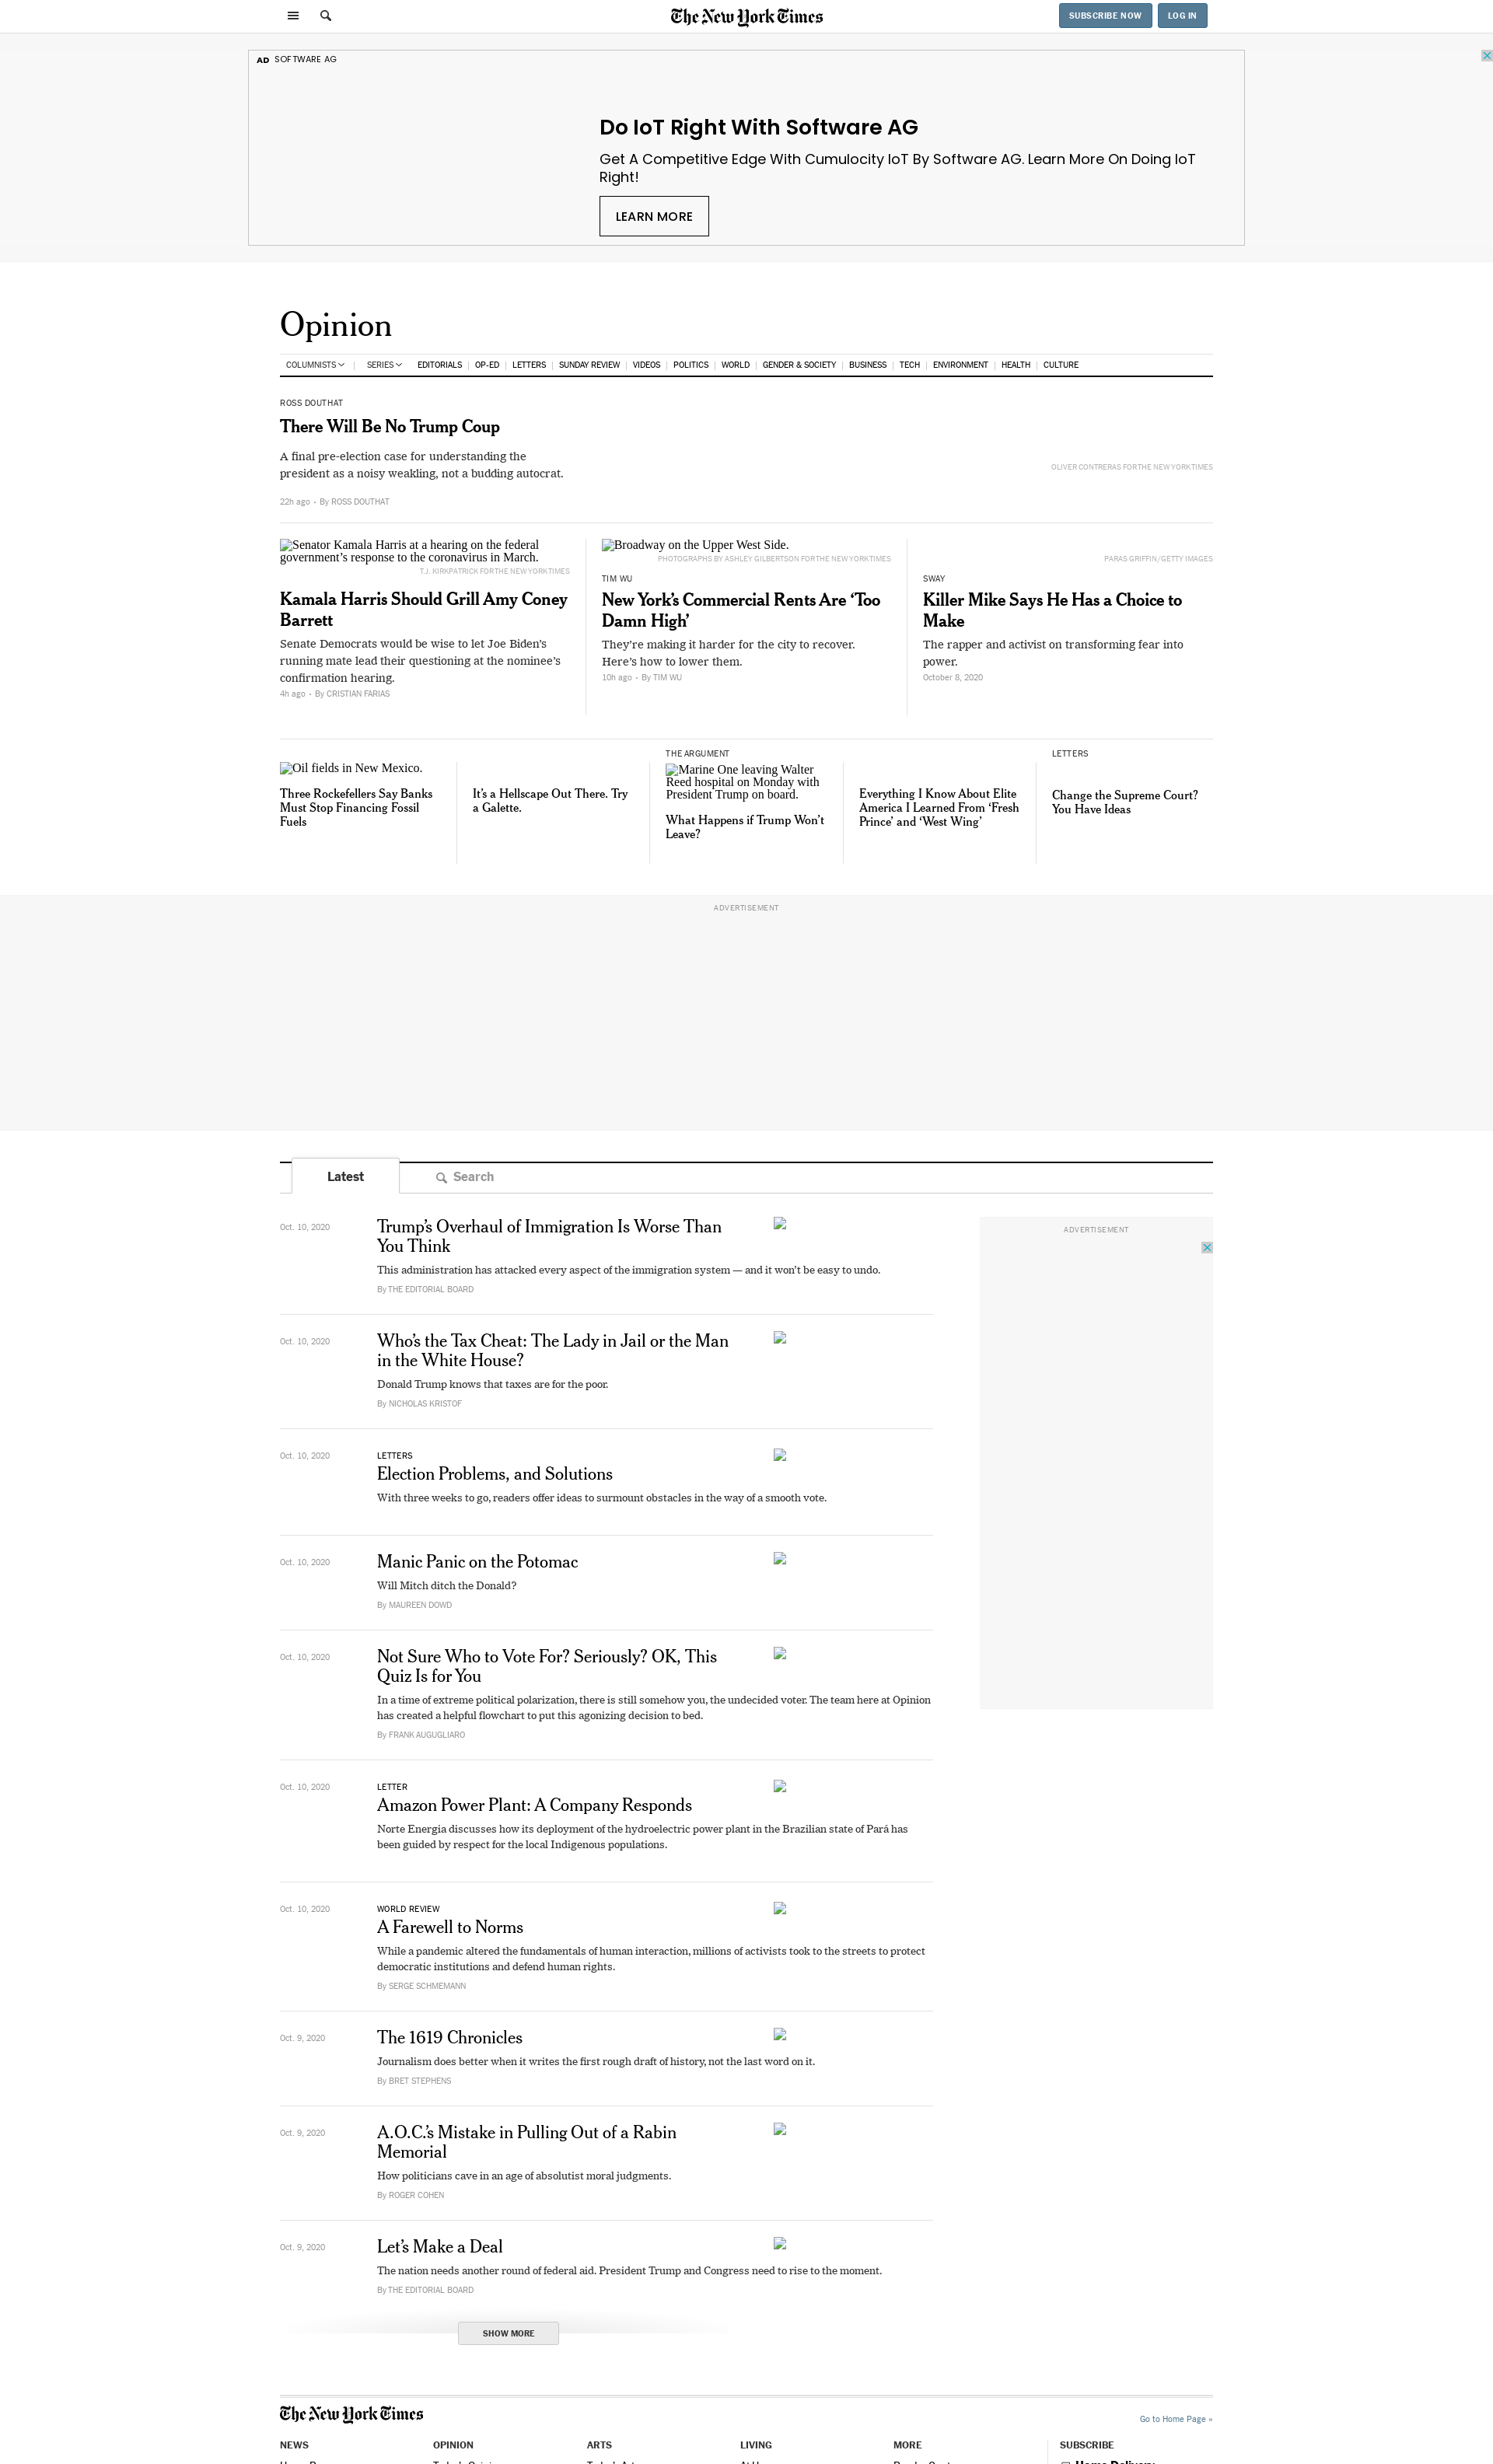 The New York Times
SUBSCRIBE NOW
LOG IN
AD SOFTWARE AG
Do IoT Right With Software AG
Get A Competitive Edge With Cumulocity IoT By Software AG. Learn More On Doing IoT
Right!
LEARN MORE
Opinion
COLUMNISTS SERIES EDITORIALS OP-ED LETTERS SUNDAY REVIEW VIDEOS POLITICS WORLD GENDER & SOCIETY BUSINESS TECH ENVIRONMENT HEALTH CULTURE
ROSS DOUTHAT
There Will Be No Trump Coup
A final pre-election case for understanding the
president as a noisy weakling, not a budding autocrat.
OLIVER CONTRERAS FOR THE NEW YORK TIMES
22h ago • By ROSS DOUTHAT
Senator Kamala Harris at a hearing on the federal
government’s response to the coronavirus in March.
T.J. KIRKPATRICK FOR THE NEW YORK TIMES
Kamala Harris Should Grill Amy Coney
Barrett
Senate Democrats would be wise to let Joe Biden’s
running mate lead their questioning at the nominee’s
confirmation hearing.
4h ago • By CRISTIAN FARIAS
Broadway on the Upper West Side.
PHOTOGRAPHS BY ASHLEY GILBERTSON FOR THE NEW YORK TIMES
TIM WU
New York’s Commercial Rents Are ‘Too
Damn High’
They’re making it harder for the city to recover.
Here’s how to lower them.
10h ago • By TIM WU
PARAS GRIFFIN/GETTY IMAGES
SWAY
Killer Mike Says He Has a Choice to
Make
The rapper and activist on transforming fear into
power.
October 8, 2020
Oil fields in New Mexico.
Three Rockefellers Say Banks
Must Stop Financing Fossil
Fuels
It’s a Hellscape Out There. Try
a Galette.
THE ARGUMENT
Marine One leaving Walter
Reed hospital on Monday with
President Trump on board.
What Happens if Trump Won’t
Leave?
Everything I Know About Elite
America I Learned From ‘Fresh
Prince’ and ‘West Wing’
LETTERS
Change the Supreme Court?
You Have Ideas
ADVERTISEMENT
Latest
Search
ADVERTISEMENT
Oct. 10, 2020
Trump’s Overhaul of Immigration Is Worse Than
You Think
This administration has attacked every aspect of the immigration system — and it won’t be easy to undo.
By THE EDITORIAL BOARD
Oct. 10, 2020
Who’s the Tax Cheat: The Lady in Jail or the Man
in the White House?
Donald Trump knows that taxes are for the poor.
By NICHOLAS KRISTOF
Oct. 10, 2020
LETTERS
Election Problems, and Solutions
With three weeks to go, readers offer ideas to surmount obstacles in the way of a smooth vote.
Oct. 10, 2020
Manic Panic on the Potomac
Will Mitch ditch the Donald?
By MAUREEN DOWD
Oct. 10, 2020
Not Sure Who to Vote For? Seriously? OK, This
Quiz Is for You
In a time of extreme political polarization, there is still somehow you, the undecided voter. The team here at Opinion
has created a helpful flowchart to put this agonizing decision to bed.
By FRANK AUGUGLIARO
Oct. 10, 2020
LETTER
Amazon Power Plant: A Company Responds
Norte Energia discusses how its deployment of the hydroelectric power plant in the Brazilian state of Pará has
been guided by respect for the local Indigenous populations.
Oct. 10, 2020
WORLD REVIEW
A Farewell to Norms
While a pandemic altered the fundamentals of human interaction, millions of activists took to the streets to protect
democratic institutions and defend human rights.
By SERGE SCHMEMANN
Oct. 9, 2020
The 1619 Chronicles
Journalism does better when it writes the first rough draft of history, not the last word on it.
By BRET STEPHENS
Oct. 9, 2020
A.O.C.’s Mistake in Pulling Out of a Rabin
Memorial
How politicians cave in an age of absolutist moral judgments.
By ROGER COHEN
Oct. 9, 2020
Let’s Make a Deal
The nation needs another round of federal aid. President Trump and Congress need to rise to the moment.
By THE EDITORIAL BOARD
SHOW MORE
The New York Times
Go to Home Page »
NEWS OPINION ARTS LIVING MORE SUBSCRIBE